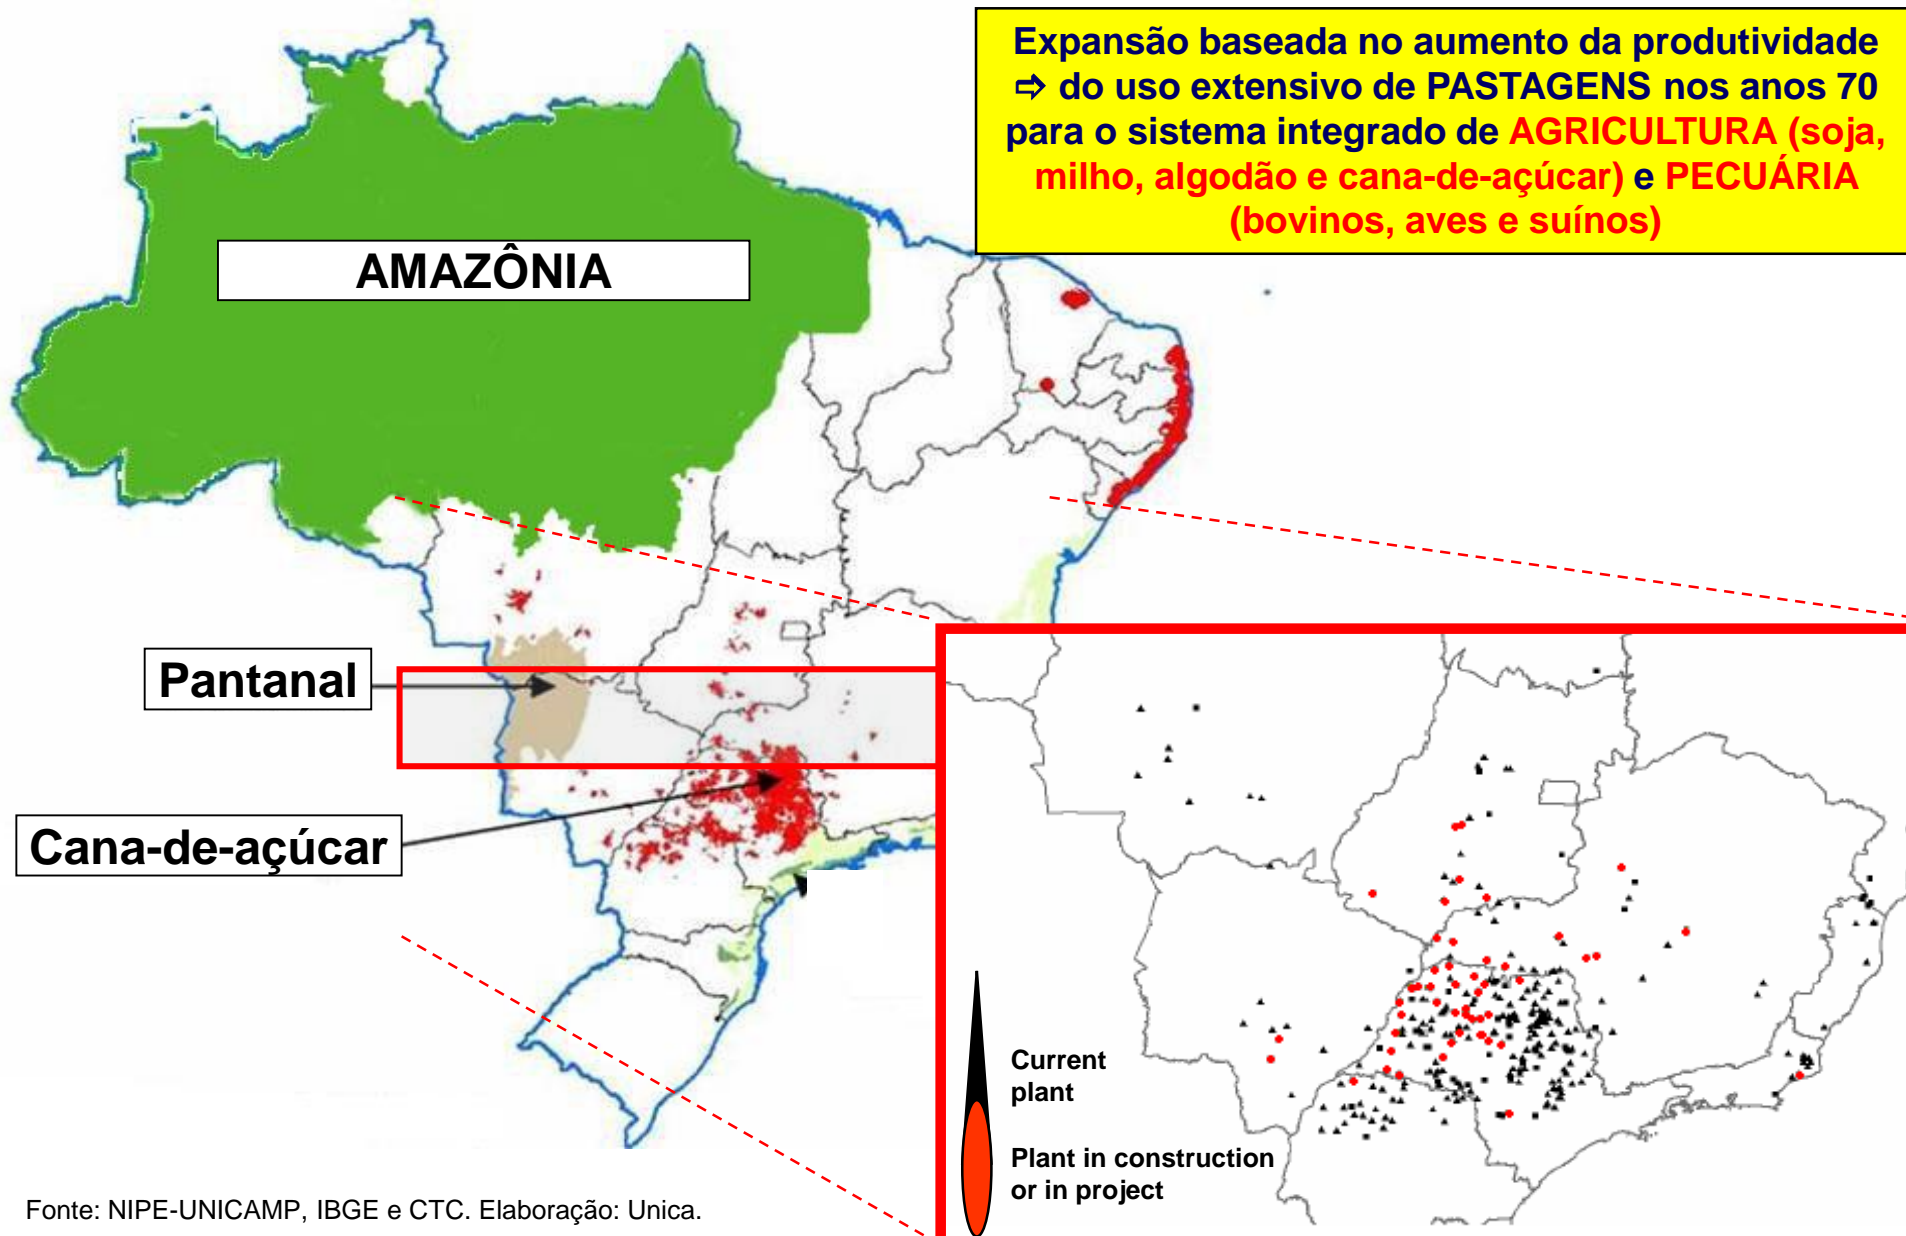 Expansão baseada no aumento da produtividade
⇨ do uso extensivo de PASTAGENS nos anos 70
para o sistema integrado de AGRICULTURA (soja,
milho, algodão e cana-de-açúcar) e PECUÁRIA
(bovinos, aves e suínos)
AMAZÔNIA
Pantanal
Cana-de-açúcar
Current
plant
Plant in construction
or in project
Fonte: NIPE-UNICAMP, IBGE e CTC. Elaboração: Unica.